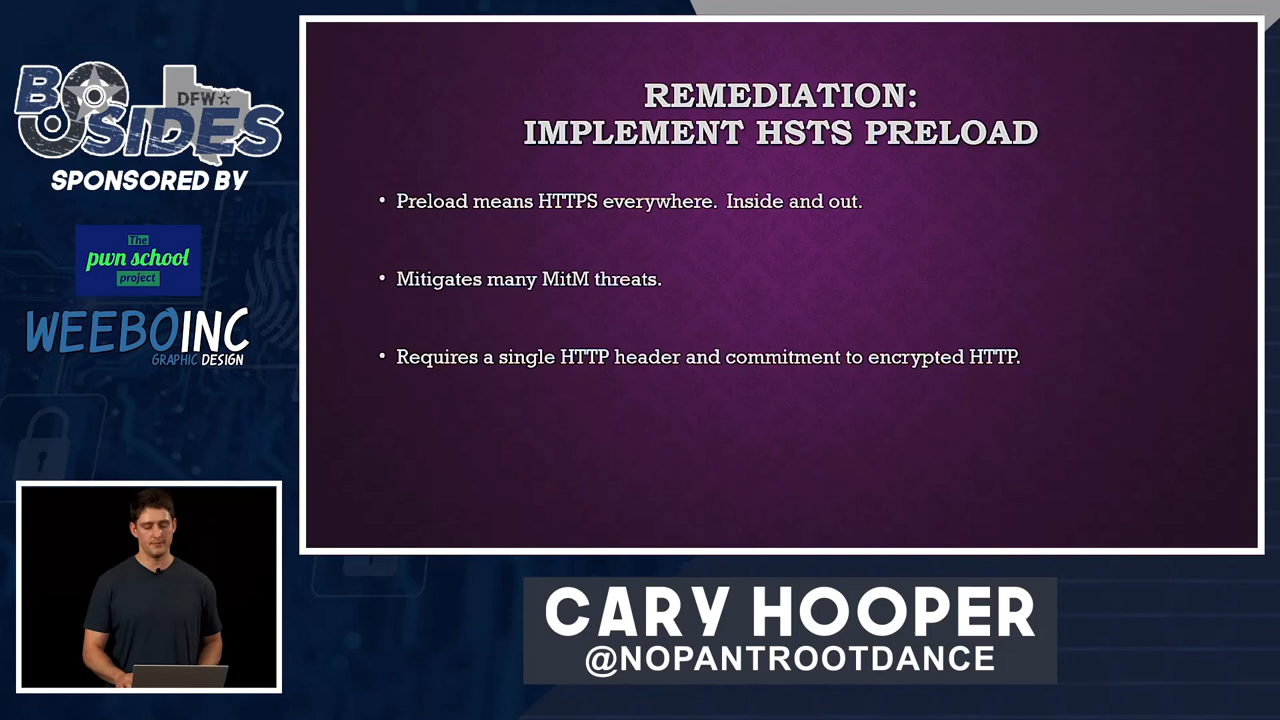 BSIDES
DFW
SPONSORED BY
The
pwn school
project
WEEBOINC
GRAPHIC DESIGN
REMEDIATION:
IMPLEMENT HSTS PRELOAD
• Preload means HTTPS everywhere.  Inside and out.
• Mitigates many MitM threats.
• Requires a single HTTP header and commitment to encrypted HTTP.
CARY HOOPER
@NOPANTROOTDANCE